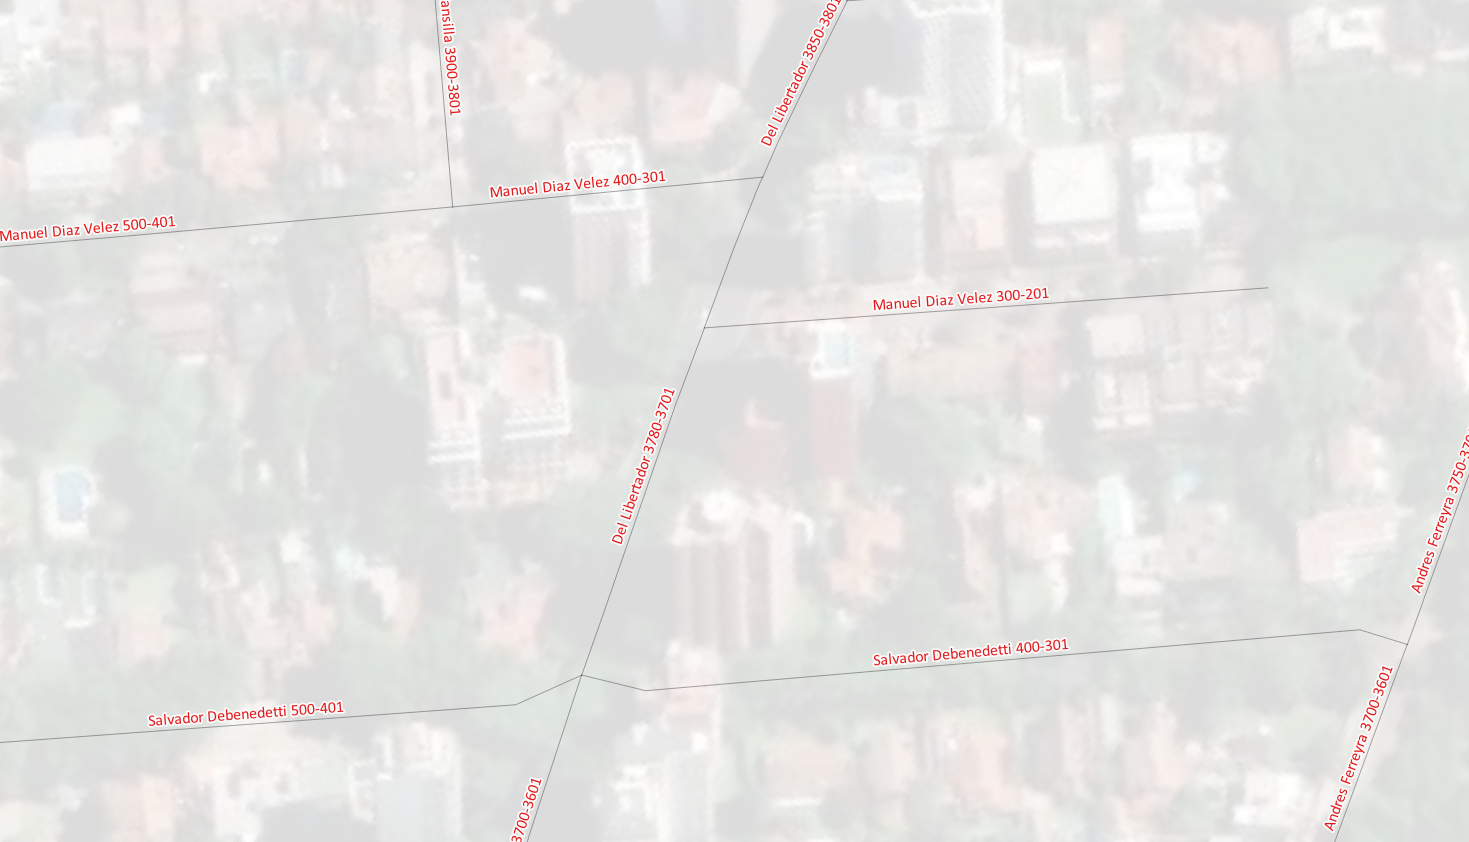 ansilla 3900-3801
Del Libertador 3850-3801
Manuel Diaz Velez 400-301
Manuel Diaz Velez 500-401
Manuel Diaz Velez 300-201
Del Libertador 3780-3701
Andres Ferreyra 3750-370
Salvador Debenedetti 400-301
Salvador Debenedetti 500-401
Andres Ferreyra 3700-3601
3700-3601